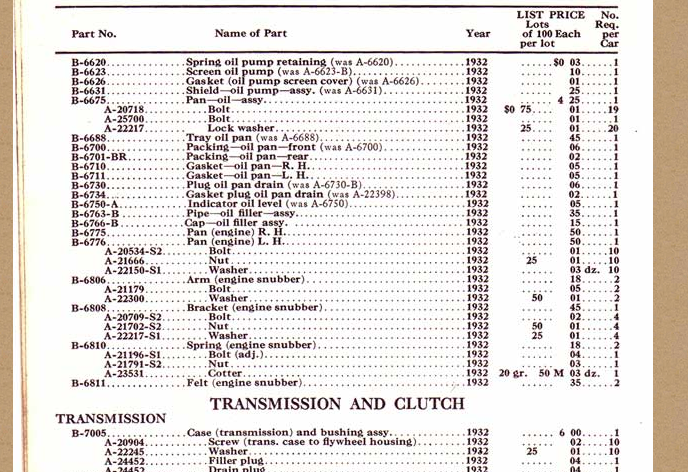 LIST PRICE No.
Lots Req.
Part No. Name of Part Year of 100 Each per
per lot Car
B-6620 Spring oil pump retaining (was A-6620) 1932 $0 03 1
B-6623 Screen oil pump (was A-6623-B) 1932 10 1
B-6626 Gasket (oil pump screen cover) (was A-6626) 1932 01 1
B-6631 Shield—oil pump—assy. (was A-6631) 1932 25 1
B-6675 Pan—oil—assy. 1932 4 25 1
A-20718 Bolt 1932 $0 75 01 19
A-25700 Bolt 1932 01 1
A-22217 Lock washer 1932 25 01 20
B-6688 Tray oil pan (was A-6688) 1932 45 1
B-6700 Packing—oil pan—front (was A-6700) 1932 06 1
B-6701-BR Packing—oil pan—rear 1932 02 1
B-6710 Gasket—oil pan—R. H. 1932 05 1
B-6711 Gasket—oil pan—L. H. 1932 05 1
B-6730 Plug oil pan drain (was A-6730-B) 1932 06 1
B-6734 Gasket plug oil pan drain (was A-22398) 1932 02 1
B-6750-A Indicator oil level (was A-6750) 1932 05 1
B-6763-B Pipe—oil filler—assy. 1932 35 1
B-6766-B Cap—oil filler assy. 1932 15 1
B-6775 Pan (engine) R. H. 1932 50 1
B-6776 Pan (engine) L. H. 1932 50 1
A-20534-S2 Bolt 1932 01 10
A-21666 Nut 1932 25 01 10
A-22150-S1 Washer 1932 03 dz. 10
B-6806 Arm (engine snubber) 1932 18 2
A-21179 Bolt 1932 05 2
A-22300 Washer 1932 50 01 2
B-6808 Bracket (engine snubber) 1932 45 1
A-20709-S2 Bolt 1932 02 4
A-21702-S2 Nut 1932 50 01 4
A-22217-S1 Washer 1932 25 01 4
B-6810 Spring (engine snubber) 1932 18 2
A-21196-S1 Bolt (adj.) 1932 04 1
A-21791-S2 Nut 1932 03 1
A-23531 Cotter 1932 20 gr. 50 M 03 dz. 1
B-6811 Felt (engine snubber) 1932 35 2
TRANSMISSION AND CLUTCH
TRANSMISSION
B-7005 Case (transmission) and bushing assy. 1932 6 00 1
A-20904 Screw (trans. case to flywheel housing) 1932 02 10
A-22245 Washer 1932 25 01 10
A-24452 Filler plug 1932 04 1
A-24452 Drain plug 1932 04 1